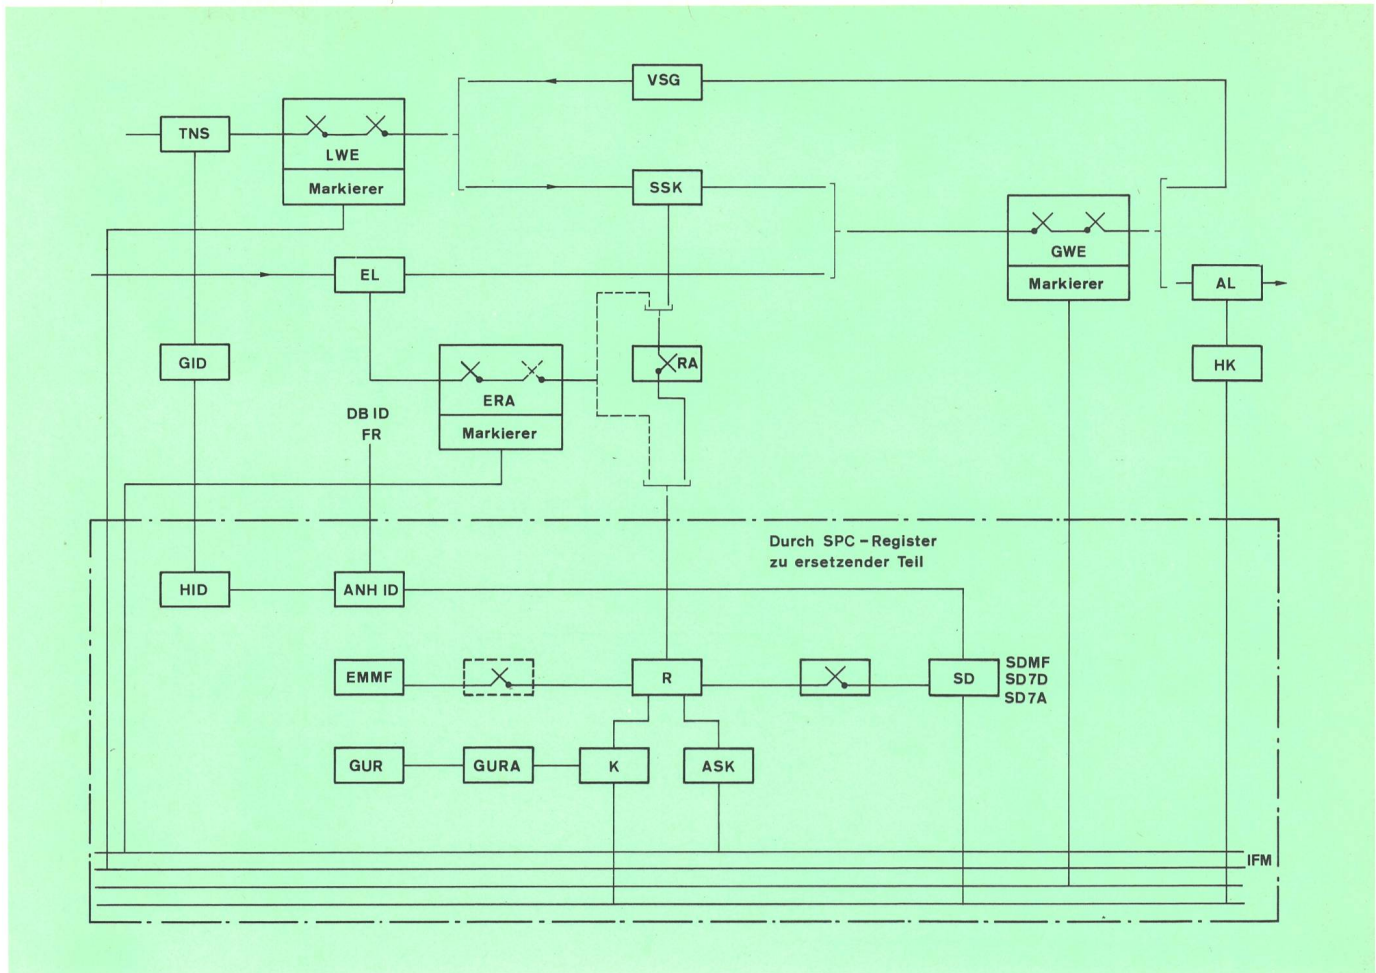 VSG
TNS
LWE
Markierer
SSK
GWE
Markierer
EL
AL
GID
RA
HK
ERA
Markierer
DB ID
FR
Durch SPC – Register
zu ersetzender Teil
HID
ANH ID
EMMF
R
SD
SDMF
SD7D
SD7A
GUR
GURA
K
ASK
IFM